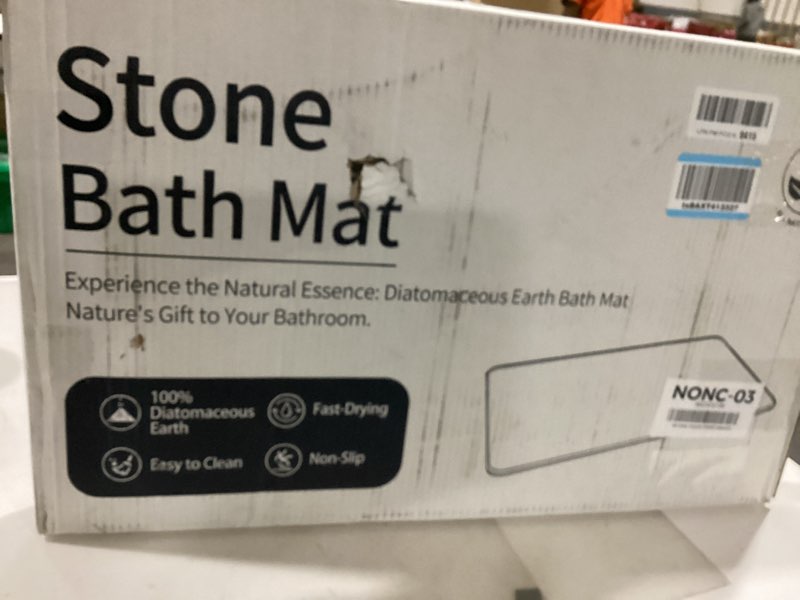 Stone
Bath Mat
Experience the Natural Essence: Diatomaceous Earth Bath Mat
Nature's Gift to Your Bathroom.
100%
Diatomaceous
Earth
Fast-Drying
Easy to Clean
Non-Slip
NONC-03